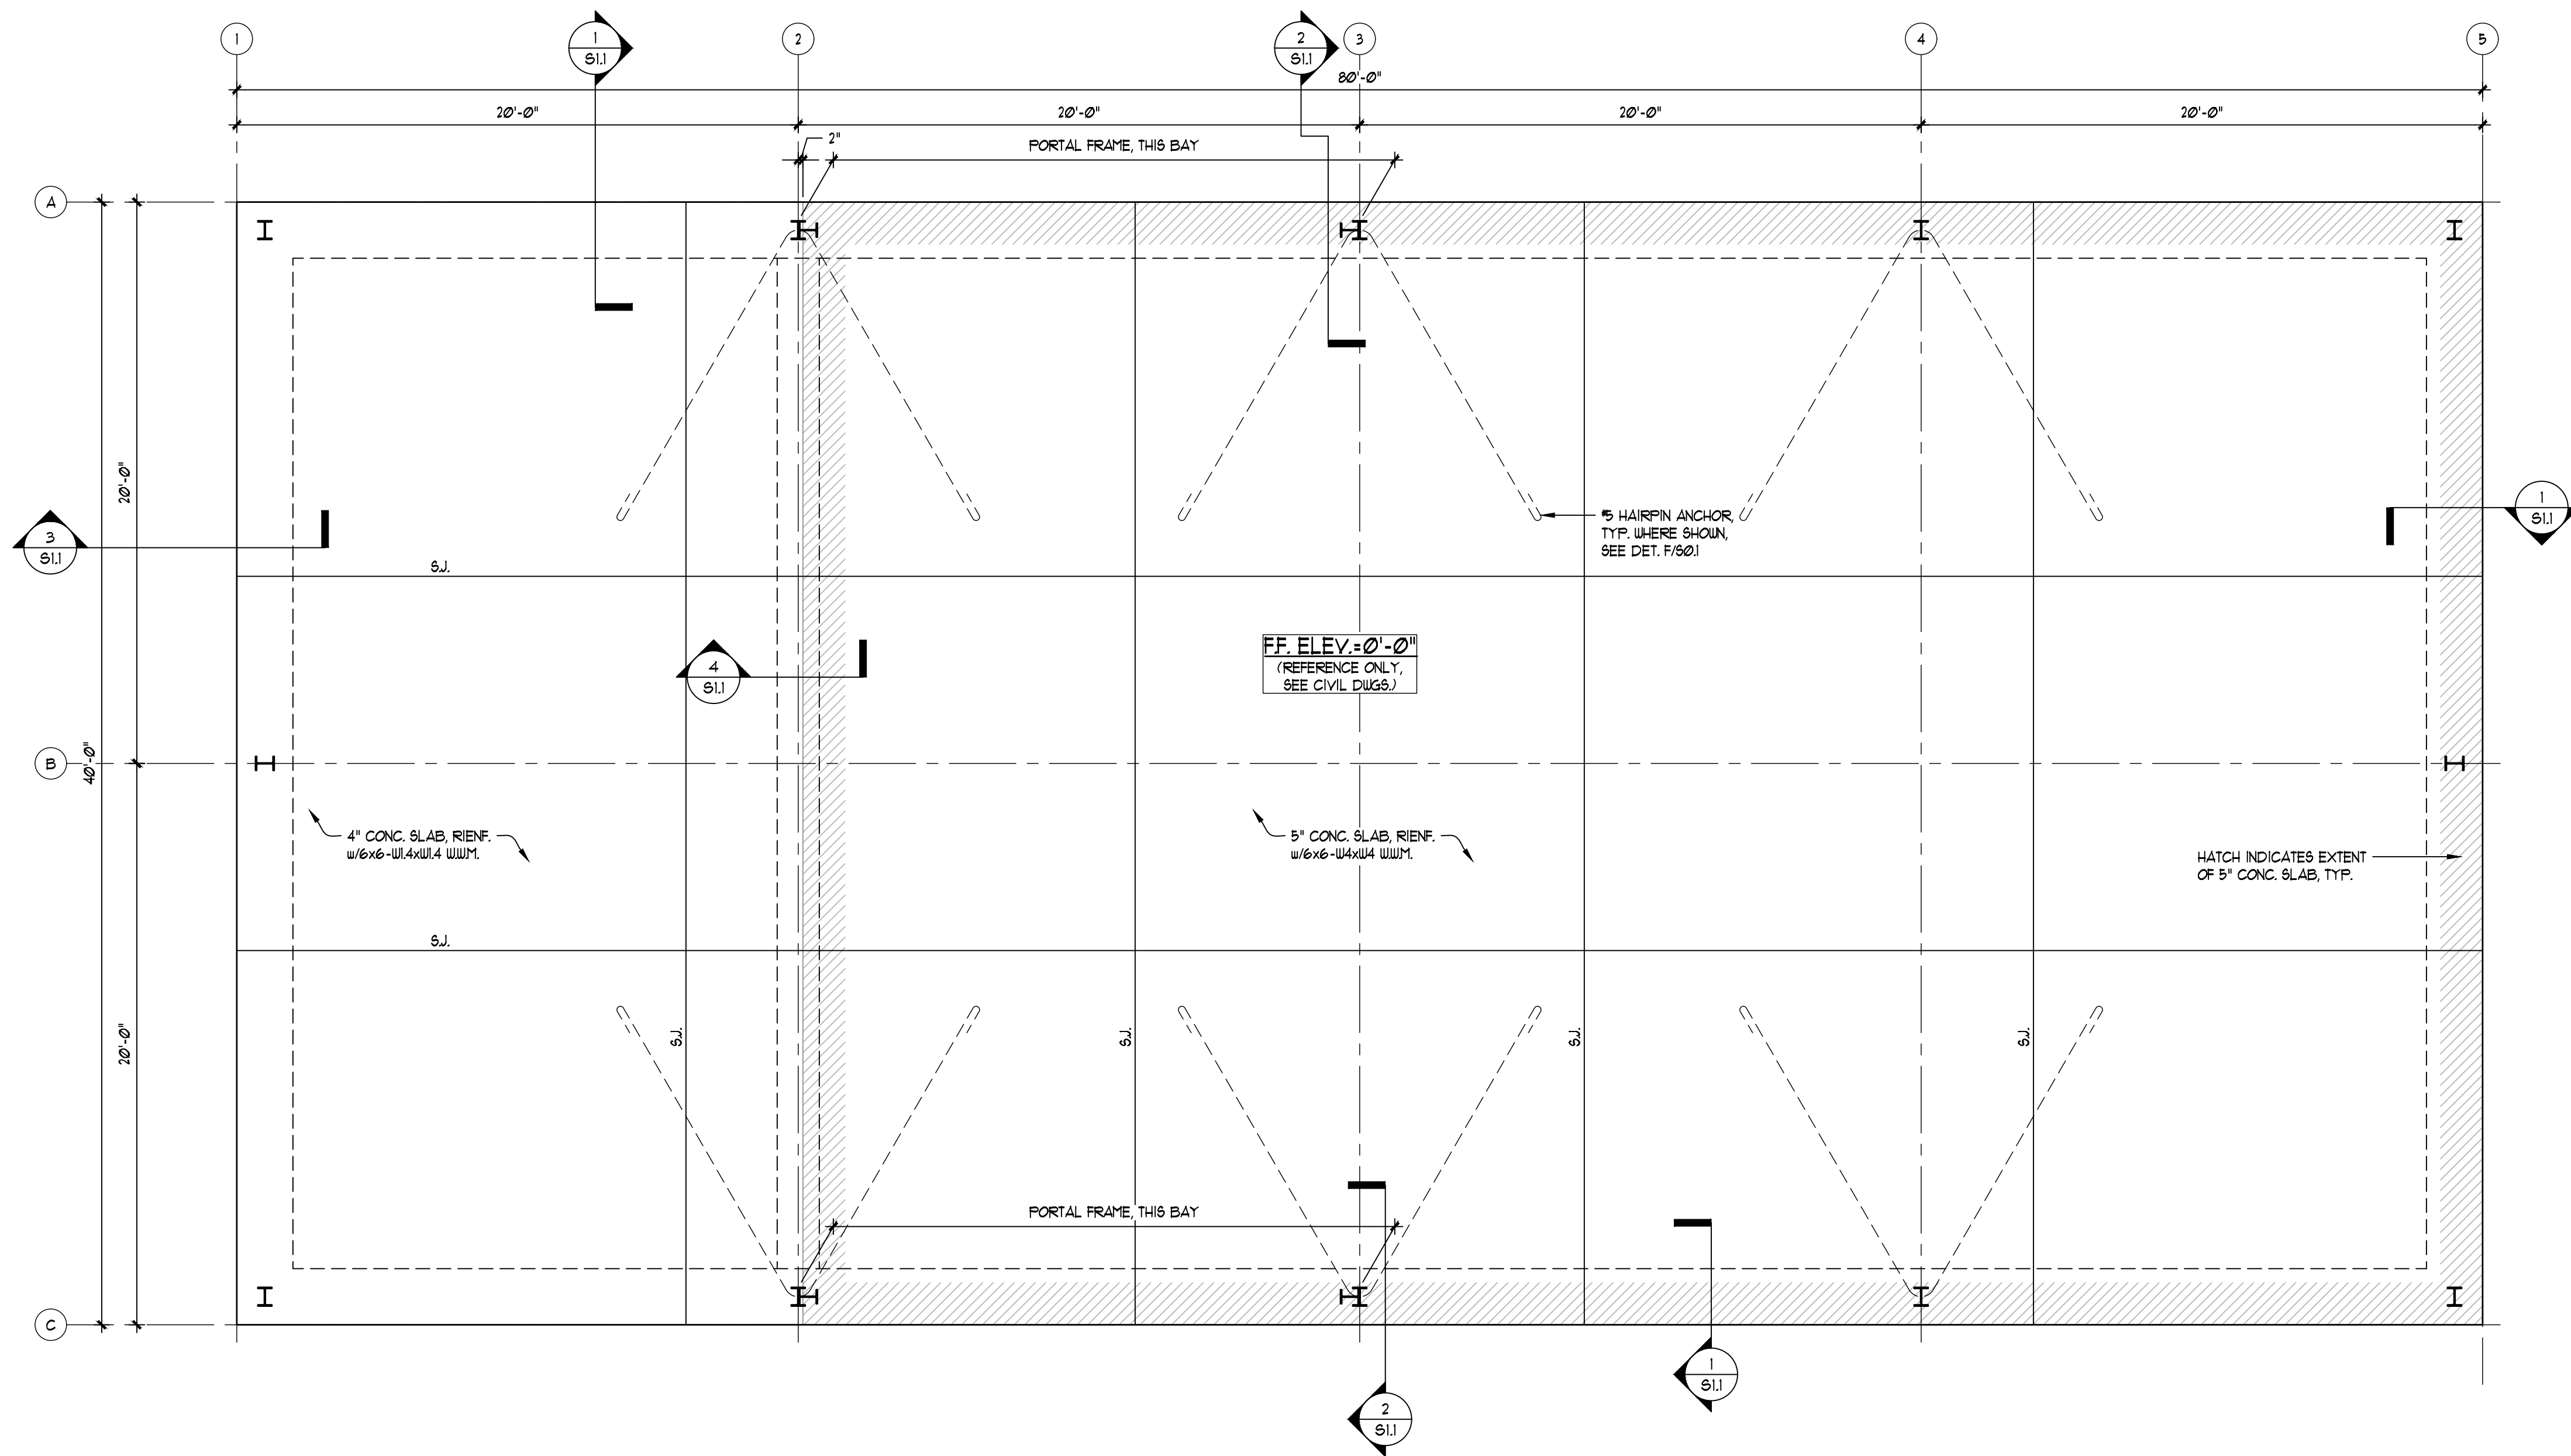 1
1
S1.1
2
2
S1.1
3
4
5
80'-0"
20'-0"
20'-0"
20'-0"
20'-0"
2"
PORTAL FRAME, THIS BAY
A
20'-0"
3
S1.1
1
S1.1
#5 HAIRPIN ANCHOR,
TYP. WHERE SHOWN,
SEE DET. F/S0.1
S.J.
4
S1.1
F.F. ELEV.=0'-0"
(REFERENCE ONLY,
SEE CIVIL DWGS.)
B
40'-0"
4" CONC. SLAB, RIENF.
w/6x6-W1.4xW1.4 W.W.M.
5" CONC. SLAB, RIENF.
w/6x6-W4xW4 W.W.M.
HATCH INDICATES EXTENT
OF 5" CONC. SLAB, TYP.
S.J.
20'-0"
S.J.
S.J.
S.J.
S.J.
PORTAL FRAME, THIS BAY
C
1
S1.1
2
S1.1